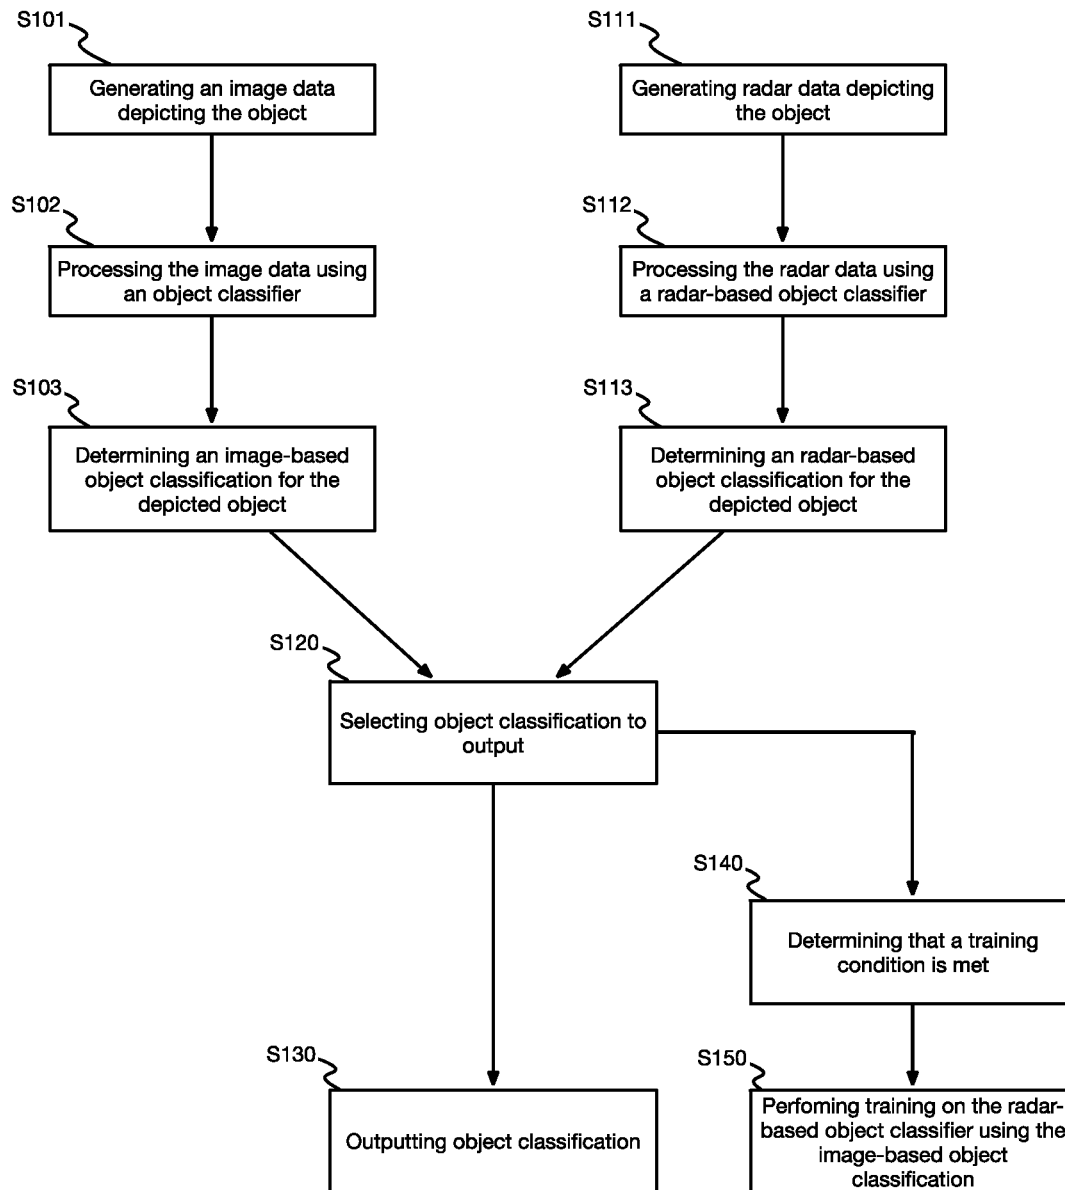 S101
Generating an image data
depicting the object
S111
Generating radar data depicting
the object
S102
Processing the image data using
an object classifier
S112
Processing the radar data using
a radar-based object classifier
S103
Determining an image-based
object classification for the
depicted object
S113
Determining an radar-based
object classification for the
depicted object
S120
Selecting object classification to
output
S140
Determining that a training
condition is met
S130
Outputting object classification
S150
Perfoming training on the radar-
based object classifier using the
image-based object
classification